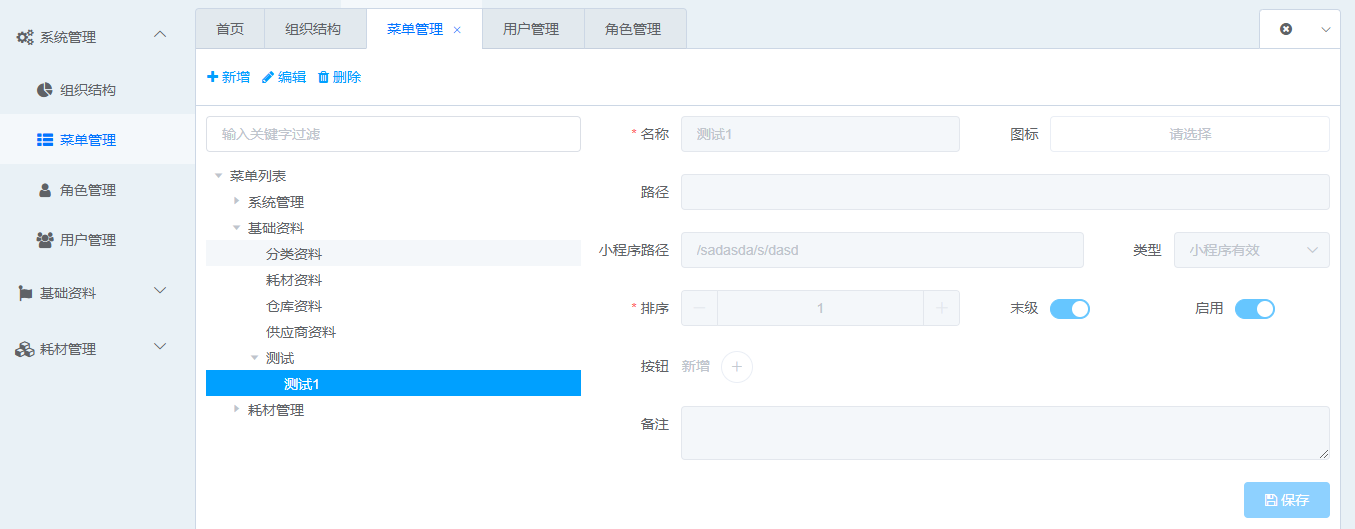 系统管理
组织结构
菜单管理
角色管理
用户管理
基础资料
耗材管理
首页 组织结构 菜单管理 × 用户管理 角色管理
新增 编辑 删除
输入关键字过滤
菜单列表
系统管理
基础资料
分类资料
耗材资料
仓库资料
供应商资料
测试
测试1
耗材管理
* 名称 测试1 图标 请选择
路径
小程序路径 /sadasda/s/dasd 类型 小程序有效
* 排序 1 末级 启用
按钮 新增
备注
保存